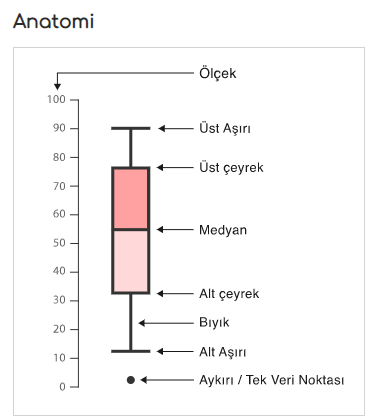 Anatomi
Ölçek
100
90
Üst Aşırı
80
Üst çeyrek
70
60
Medyan
50
40
Alt çeyrek
30
Bıyık
20
Alt Aşırı
10
Aykırı / Tek Veri Noktası
0